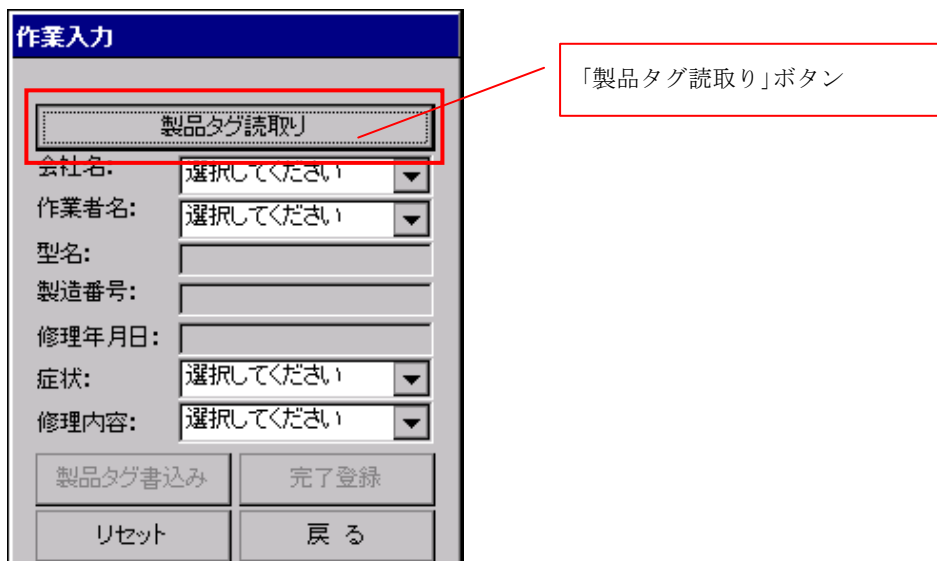 作業入力
「製品タグ読取り」ボタン
製品タグ読取り
会社名: 選択してください
作業者名: 選択してください
型名:
製造番号:
修理年月日:
症状: 選択してください
修理内容: 選択してください
製品タグ書込み 完了登録
リセット 戻 る